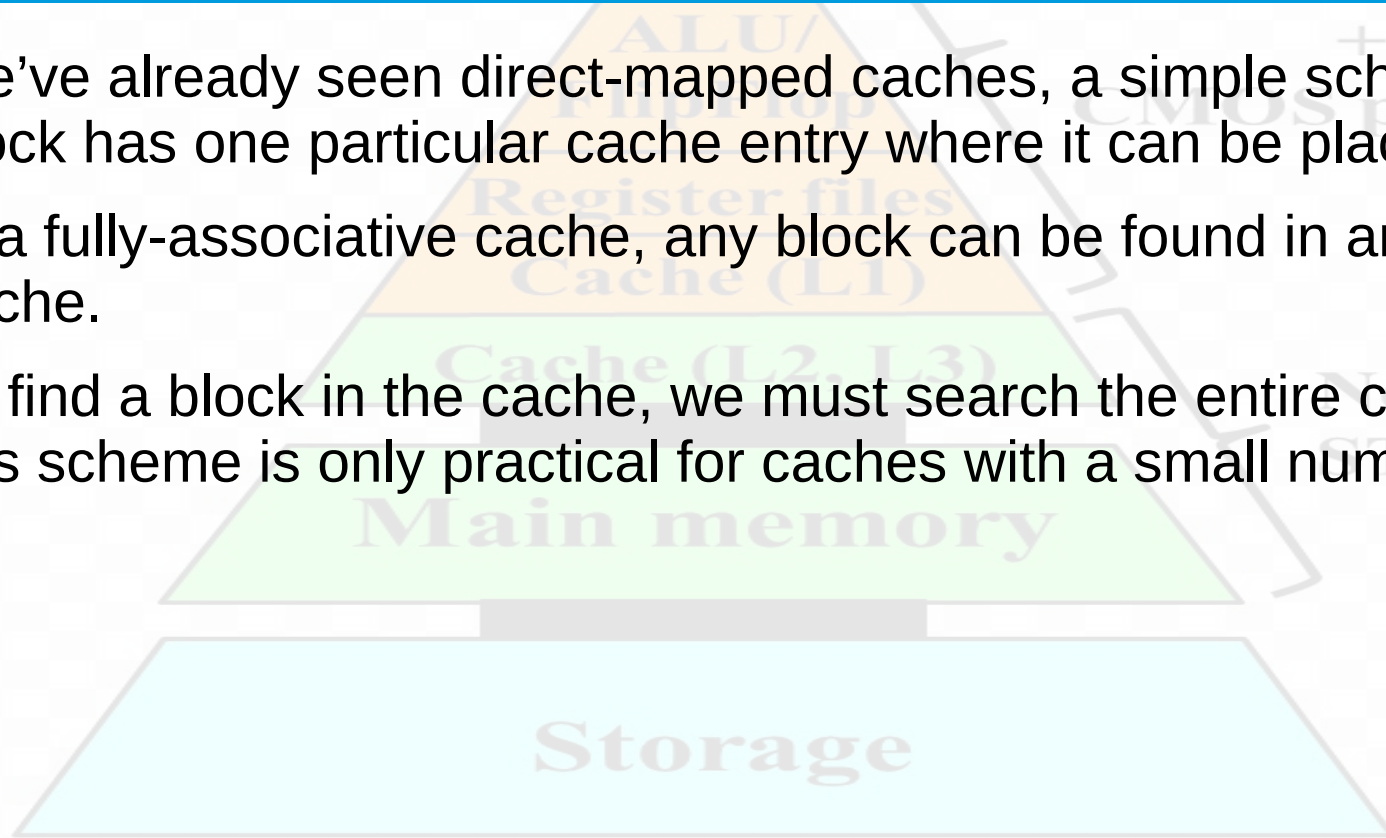 e’ve already seen direct-mapped caches, a simple sch
ock has one particular cache entry where it can be plac
a fully-associative cache, any block can be found in ar
che.
find a block in the cache, we must search the entire c
s scheme is only practical for caches with a small num
ALU/
FlipFlop
CMOS p
Register files
Cache (L1)
Cache (L2, L3)
Main memory
Storage